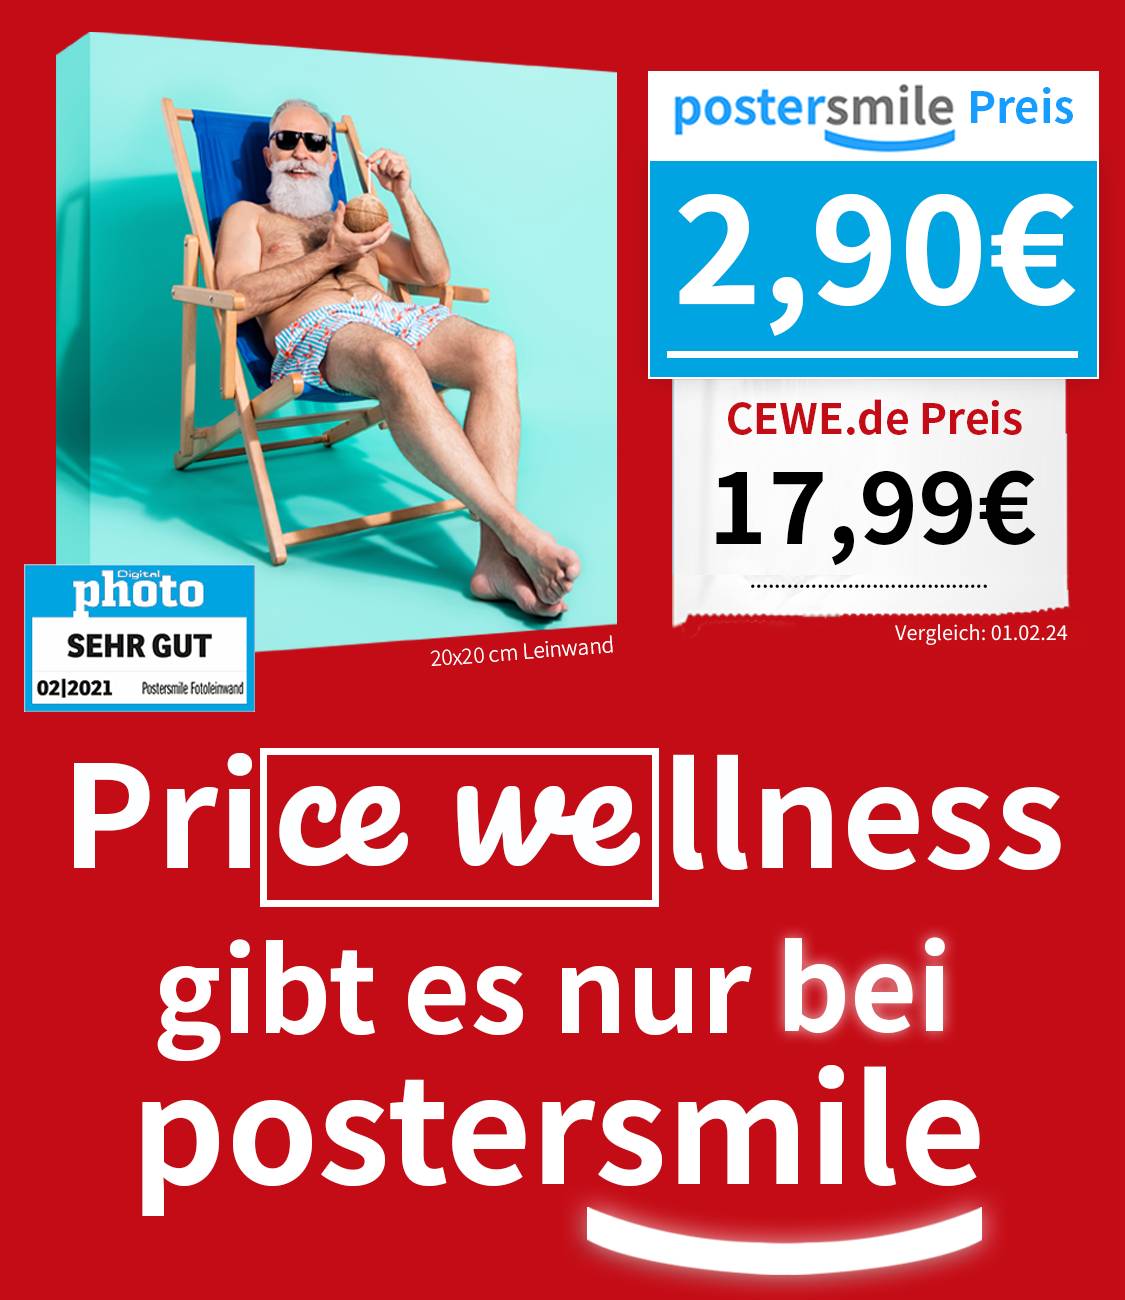 postersmile Preis
2,90€
CEWE.de Preis
17,99€
Vergleich: 01.02.24
20x20 cm Leinwand
Digital
photo
SEHR GUT
02|2021 Postersmile Fotoleinwand
Price wellness
gibt es nur bei
postersmile